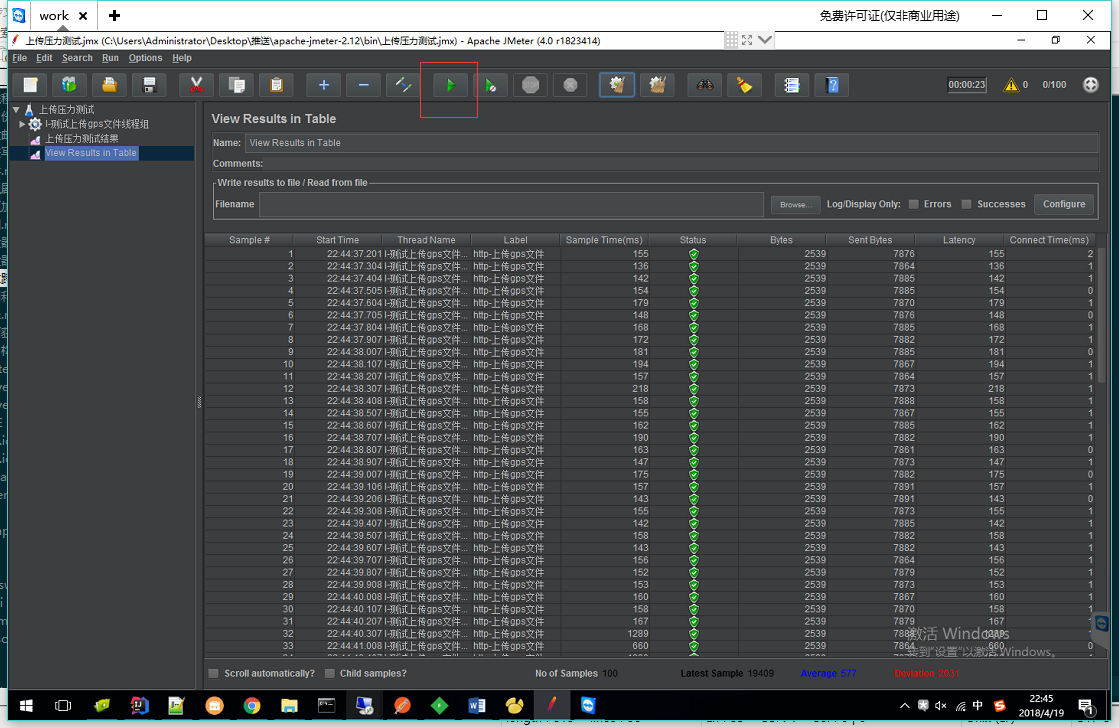 work
免费许可证(仅非商业用途)
上传压力测试.jmx (C:\Users\Administrator\Desktop\推送\apache-jmeter-2.12\bin\上传压力测试.jmx) - Apache JMeter (4.0 r1823414)
File Edit Search Run Options Help
00:00:23 0 0/100
上传压力测试
I-测试上传gps文件线程组
上传压力测试结果
View Results in Table
View Results in Table
Name: View Results in Table
Comments:
Write results to file / Read from file
Filename Browse... Log/Display Only: Errors Successes Configure
Sample # Start Time Thread Name Label Sample Time(ms) Status Bytes Sent Bytes Latency Connect Time(ms)
1 22:44:37.201 I-测试上传gps文件... http-上传gps文件 155 2539 7876 155 2
2 22:44:37.304 I-测试上传gps文件... http-上传gps文件 136 2539 7864 136 1
3 22:44:37.404 I-测试上传gps文件... http-上传gps文件 142 2539 7885 142 1
4 22:44:37.505 I-测试上传gps文件... http-上传gps文件 154 2539 7885 154 0
5 22:44:37.604 I-测试上传gps文件... http-上传gps文件 179 2539 7870 179 1
6 22:44:37.705 I-测试上传gps文件... http-上传gps文件 148 2539 7876 148 0
7 22:44:37.804 I-测试上传gps文件... http-上传gps文件 168 2539 7885 168 1
8 22:44:37.907 I-测试上传gps文件... http-上传gps文件 172 2539 7882 172 1
9 22:44:38.007 I-测试上传gps文件... http-上传gps文件 181 2539 7885 181 0
10 22:44:38.107 I-测试上传gps文件... http-上传gps文件 194 2539 7867 194 1
11 22:44:38.207 I-测试上传gps文件... http-上传gps文件 157 2539 7864 157 1
12 22:44:38.307 I-测试上传gps文件... http-上传gps文件 218 2539 7873 218 1
13 22:44:38.408 I-测试上传gps文件... http-上传gps文件 158 2539 7888 158 1
14 22:44:38.507 I-测试上传gps文件... http-上传gps文件 155 2539 7867 155 1
15 22:44:38.607 I-测试上传gps文件... http-上传gps文件 162 2539 7885 162 0
16 22:44:38.707 I-测试上传gps文件... http-上传gps文件 190 2539 7882 190 1
17 22:44:38.807 I-测试上传gps文件... http-上传gps文件 163 2539 7861 163 0
18 22:44:38.907 I-测试上传gps文件... http-上传gps文件 147 2539 7873 147 1
19 22:44:39.007 I-测试上传gps文件... http-上传gps文件 175 2539 7882 175 0
20 22:44:39.106 I-测试上传gps文件... http-上传gps文件 157 2539 7891 157 1
21 22:44:39.206 I-测试上传gps文件... http-上传gps文件 143 2539 7891 143 0
22 22:44:39.308 I-测试上传gps文件... http-上传gps文件 155 2539 7873 155 1
23 22:44:39.407 I-测试上传gps文件... http-上传gps文件 142 2539 7885 142 1
24 22:44:39.507 I-测试上传gps文件... http-上传gps文件 158 2539 7882 158 1
25 22:44:39.607 I-测试上传gps文件... http-上传gps文件 143 2539 7882 143 1
26 22:44:39.707 I-测试上传gps文件... http-上传gps文件 156 2539 7864 156 1
27 22:44:39.807 I-测试上传gps文件... http-上传gps文件 152 2539 7879 152 1
28 22:44:39.908 I-测试上传gps文件... http-上传gps文件 153 2539 7873 153 1
29 22:44:40.008 I-测试上传gps文件... http-上传gps文件 160 2539 7867 160 1
30 22:44:40.107 I-测试上传gps文件... http-上传gps文件 158 2539 7870 158 1
31 22:44:40.207 I-测试上传gps文件... http-上传gps文件 167 2539 7879 167 1
32 22:44:40.307 I-测试上传gps文件... http-上传gps文件 1289 2539 1289 1
33 22:44:41.008 I-测试上传gps文件... http-上传gps文件 660 2539 7864 660 1
激活 Windows
转到"设置"以激活 Windows。
Scroll automatically? Child samples? No of Samples 100 Latest Sample 19409 Average 577 Deviation 2031
中
22:45
2018/4/19
1